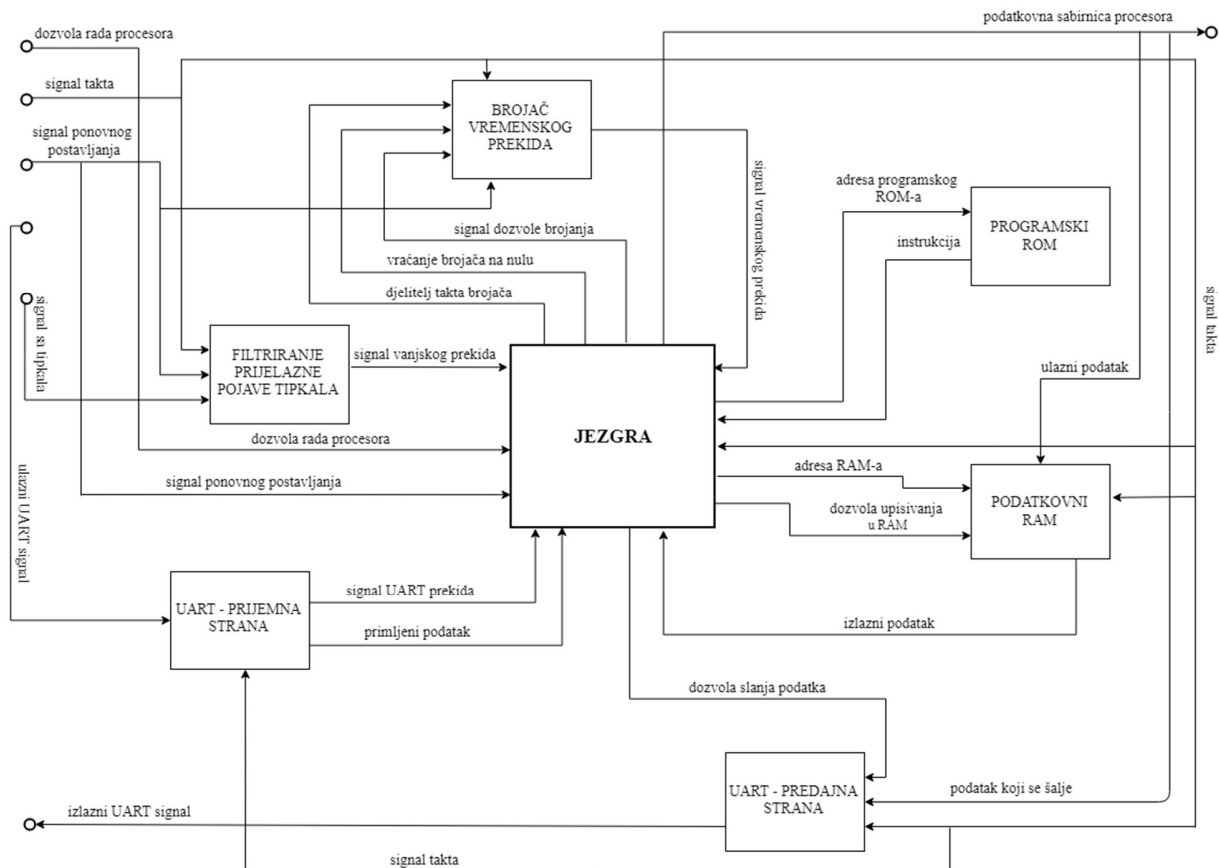 podatkovna sabirnica procesora
dozvola rada procesora
signal takta
signal ponovnog
postavljanja
BROJAČ
VREMENSKOG
PREKIDA
signal vremenskog prekida
adresa programskog
ROM-a
instrukcija
PROGRAMSKI
ROM
signal dozvole brojanja
vraćanje brojača na nulu
djelitelj takta brojača
signal sa tipkala
FILTRIRANJE
PRIJELAZNE
POJAVE TIPKALA
signal vanjskog prekida
signal takta
ulazni podatak
JEZGRA
dozvola rada procesora
signal ponovnog postavljanja
adresa RAM-a
dozvola upisivanja
u RAM
PODATKOVNI
RAM
ulazni UART signal
UART - PRIJEMNA
STRANA
signal UART prekida
primljeni podatak
izlazni podatak
dozvola slanja podatka
UART - PREDAJNA
STRANA
podatak koji se šalje
izlazni UART signal
signal takta